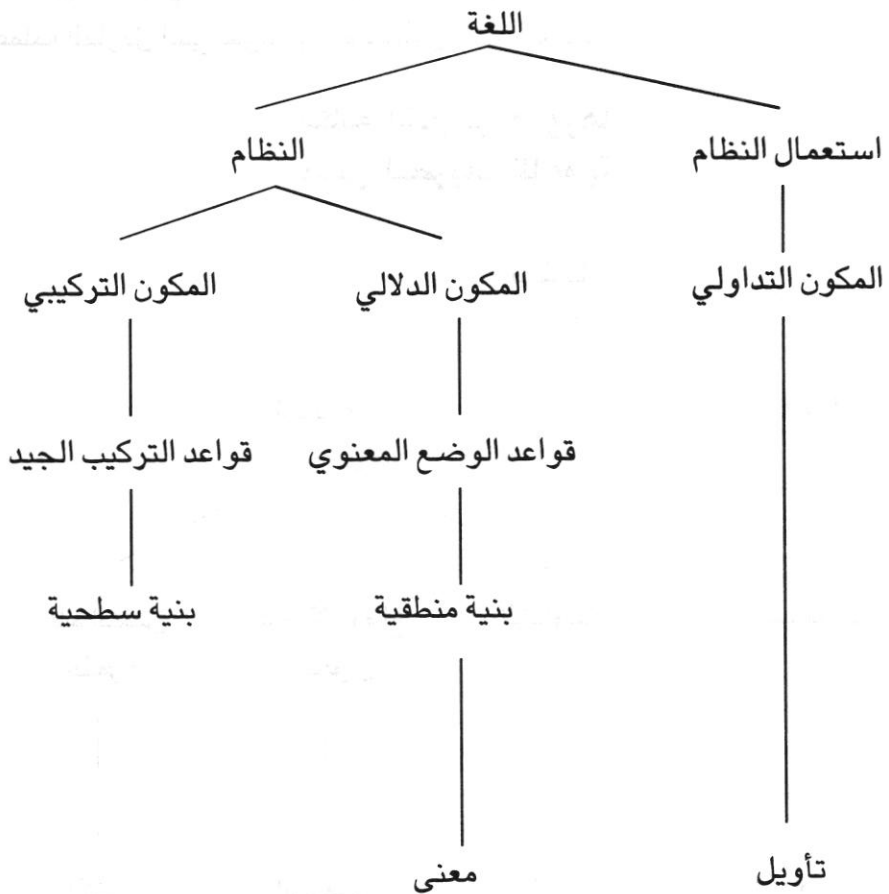 اللغة
استعمال النظام
النظام
المكون التداولي
المكون الدلالي
المكون التركيبي
قواعد الوضع المعنوي
قواعد التركيب الجيد
بنية منطقية
بنية سطحية
تأويل
معنى